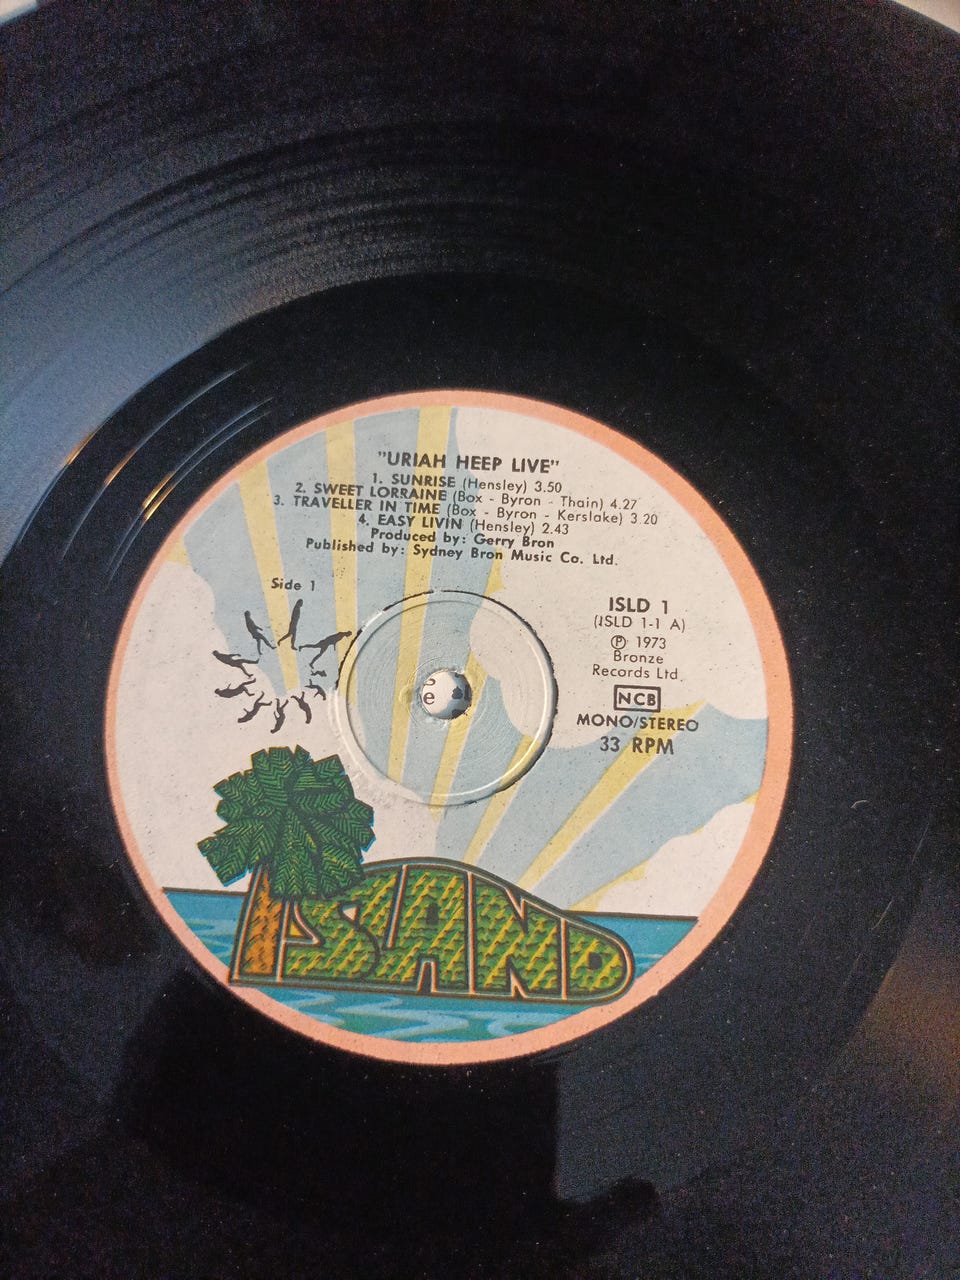 "URIAH HEEP LIVE"
1. SUNRISE (Hensley) 3.50
2. SWEET LORRAINE (Box - Byron - Thain) 4.27
3. TRAVELLER IN TIME (Box - Byron - Kerslake) 3.20
4. EASY LIVIN (Hensley) 2.43
Produced by: Gerry Bron
Published by: Sydney Bron Music Co. Ltd.
Side 1
ISLD 1
(ISLD 1-1 A)
Ⓟ 1973
Bronze
Records Ltd.
NCB
MONO/STEREO
33 RPM
ISLAND